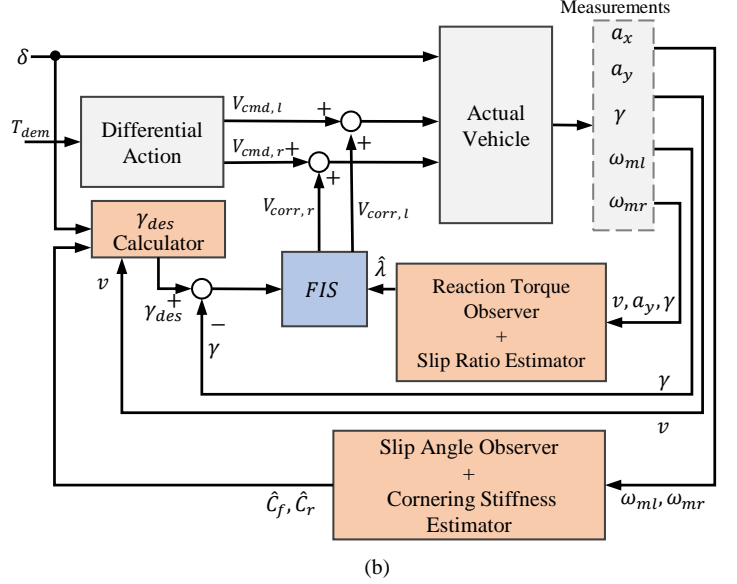 Measurements
δ
a_x
a_y
γ
ω_ml
ω_mr
T_dem
Differential
Action
V_cmd,l
V_cmd,r
+
+
+
+
Actual
Vehicle
V_corr,r
V_corr,l
γ_des
Calculator
v
γ_des
+
−
γ
FIS
λ̂
Reaction Torque
Observer
+
Slip Ratio Estimator
v, a_y, γ
γ
v
Slip Angle Observer
+
Cornering Stiffness
Estimator
Ĉ_f, Ĉ_r
ω_ml, ω_mr
(b)